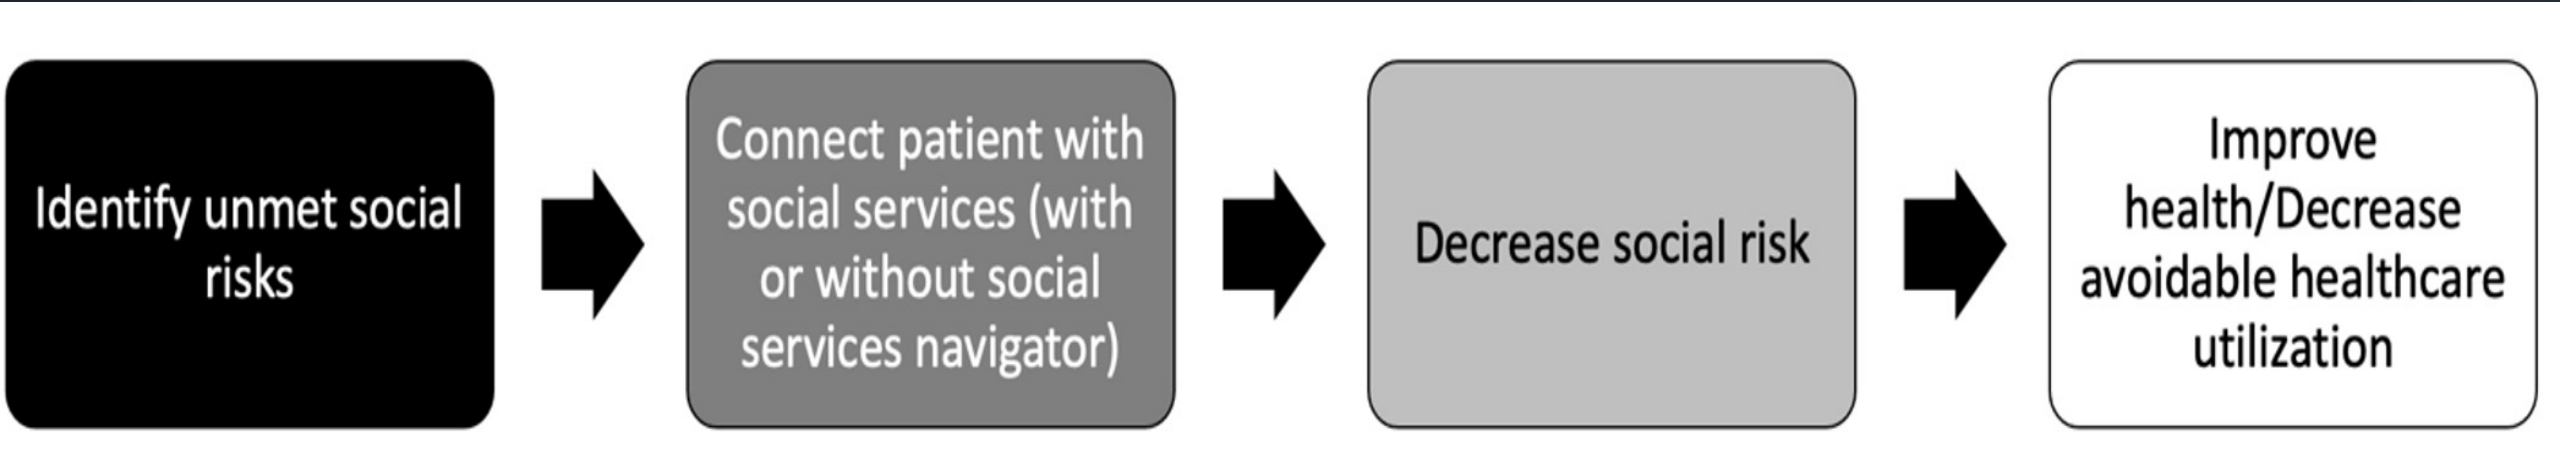 Identify unmet social
risks
Connect patient with
social services (with
or without social
services navigator)
Decrease social risk
Improve
health/Decrease
avoidable healthcare
utilization